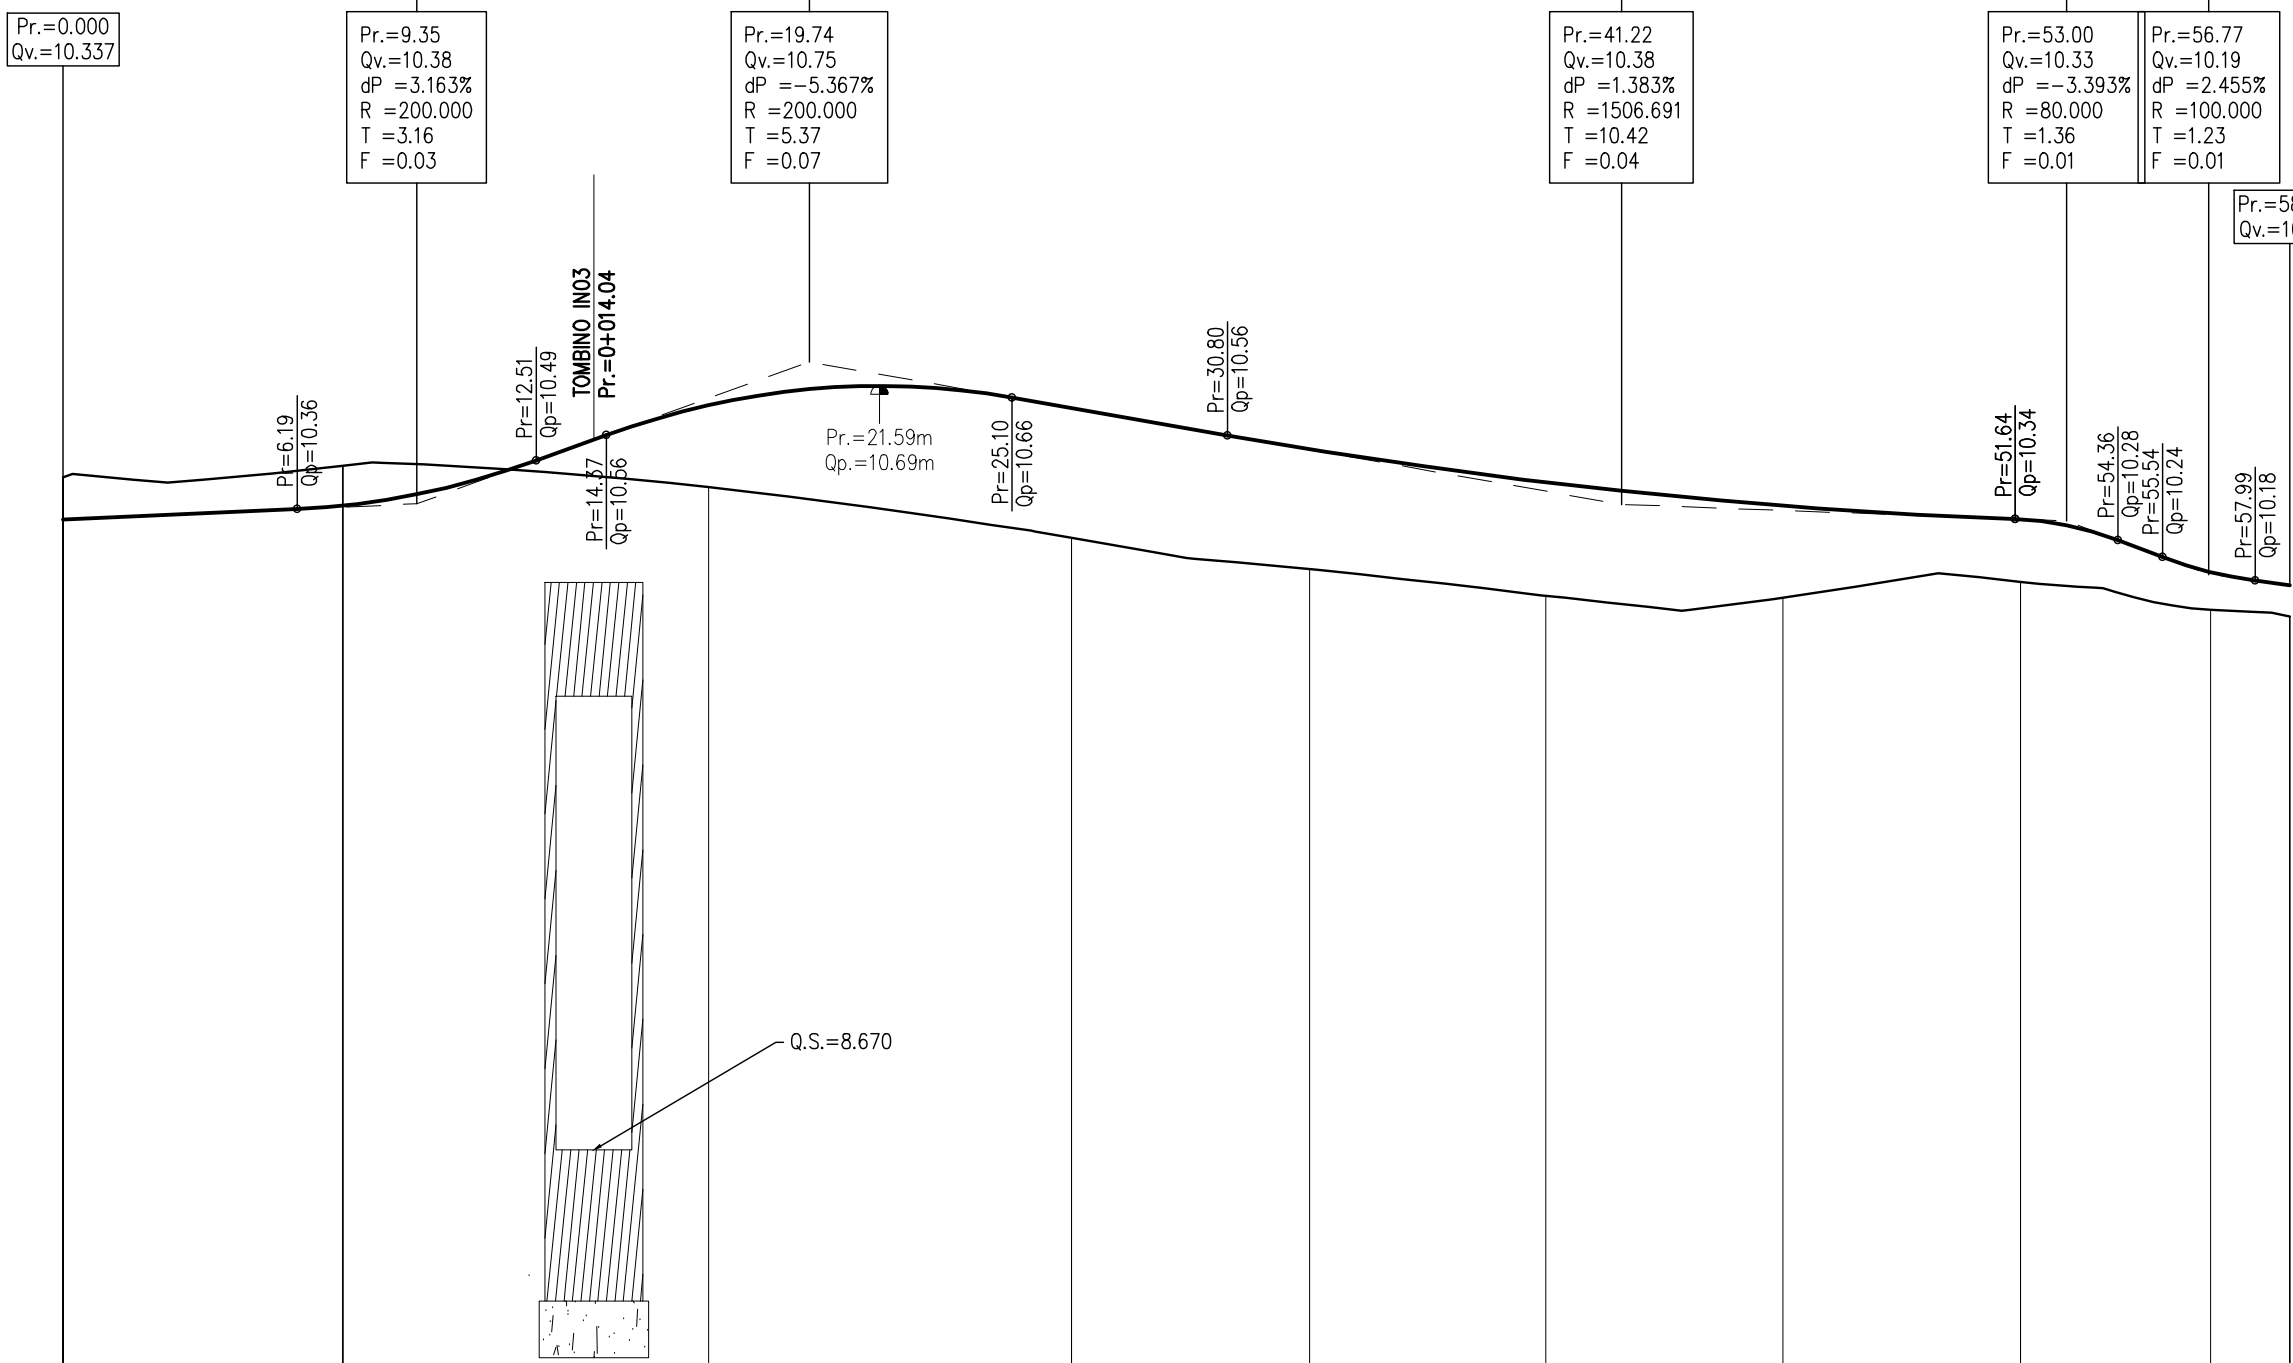 Pr.=0.000
Qv.=10.337
Pr.=9.35
Qv.=10.38
dP =3.163%
R =200.000
T =3.16
F =0.03
Pr.=19.74
Qv.=10.75
dP =-5.367%
R =200.000
T =5.37
F =0.07
Pr.=41.22
Qv.=10.38
dP =1.383%
R =1506.691
T =10.42
F =0.04
Pr.=53.00
Qv.=10.33
dP =-3.393%
R =80.000
T =1.36
F =0.01
Pr.=56.77
Qv.=10.19
dP =2.455%
R =100.000
T =1.23
F =0.01
Pr.=58
Qv.=10
Pr=6.19
Qp=10.36
Pr=12.51
Qp=10.49
TOMBINO IN03
Pr.=0+014.04
Pr=14.37
Qp=10.56
Pr.=21.59m
Qp.=10.69m
Pr=25.10
Qp=10.66
Pr=30.80
Qp=10.56
Pr=51.64
Qp=10.34
Pr=54.36
Qp=10.28
Pr=55.54
Qp=10.24
Pr=57.99
Qp=10.18
Q.S.=8.670